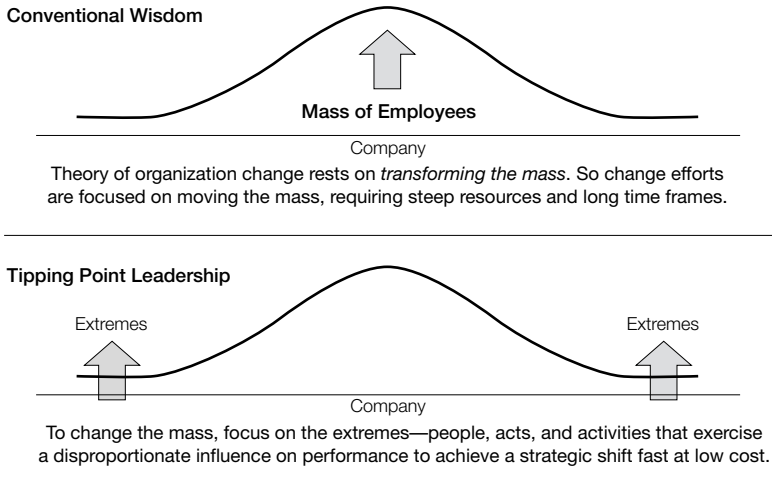 Conventional Wisdom
Mass of Employees
Company
Theory of organization change rests on transforming the mass. So change efforts
are focused on moving the mass, requiring steep resources and long time frames.
Tipping Point Leadership
Extremes
Extremes
Company
To change the mass, focus on the extremes—people, acts, and activities that exercise
a disproportionate influence on performance to achieve a strategic shift fast at low cost.